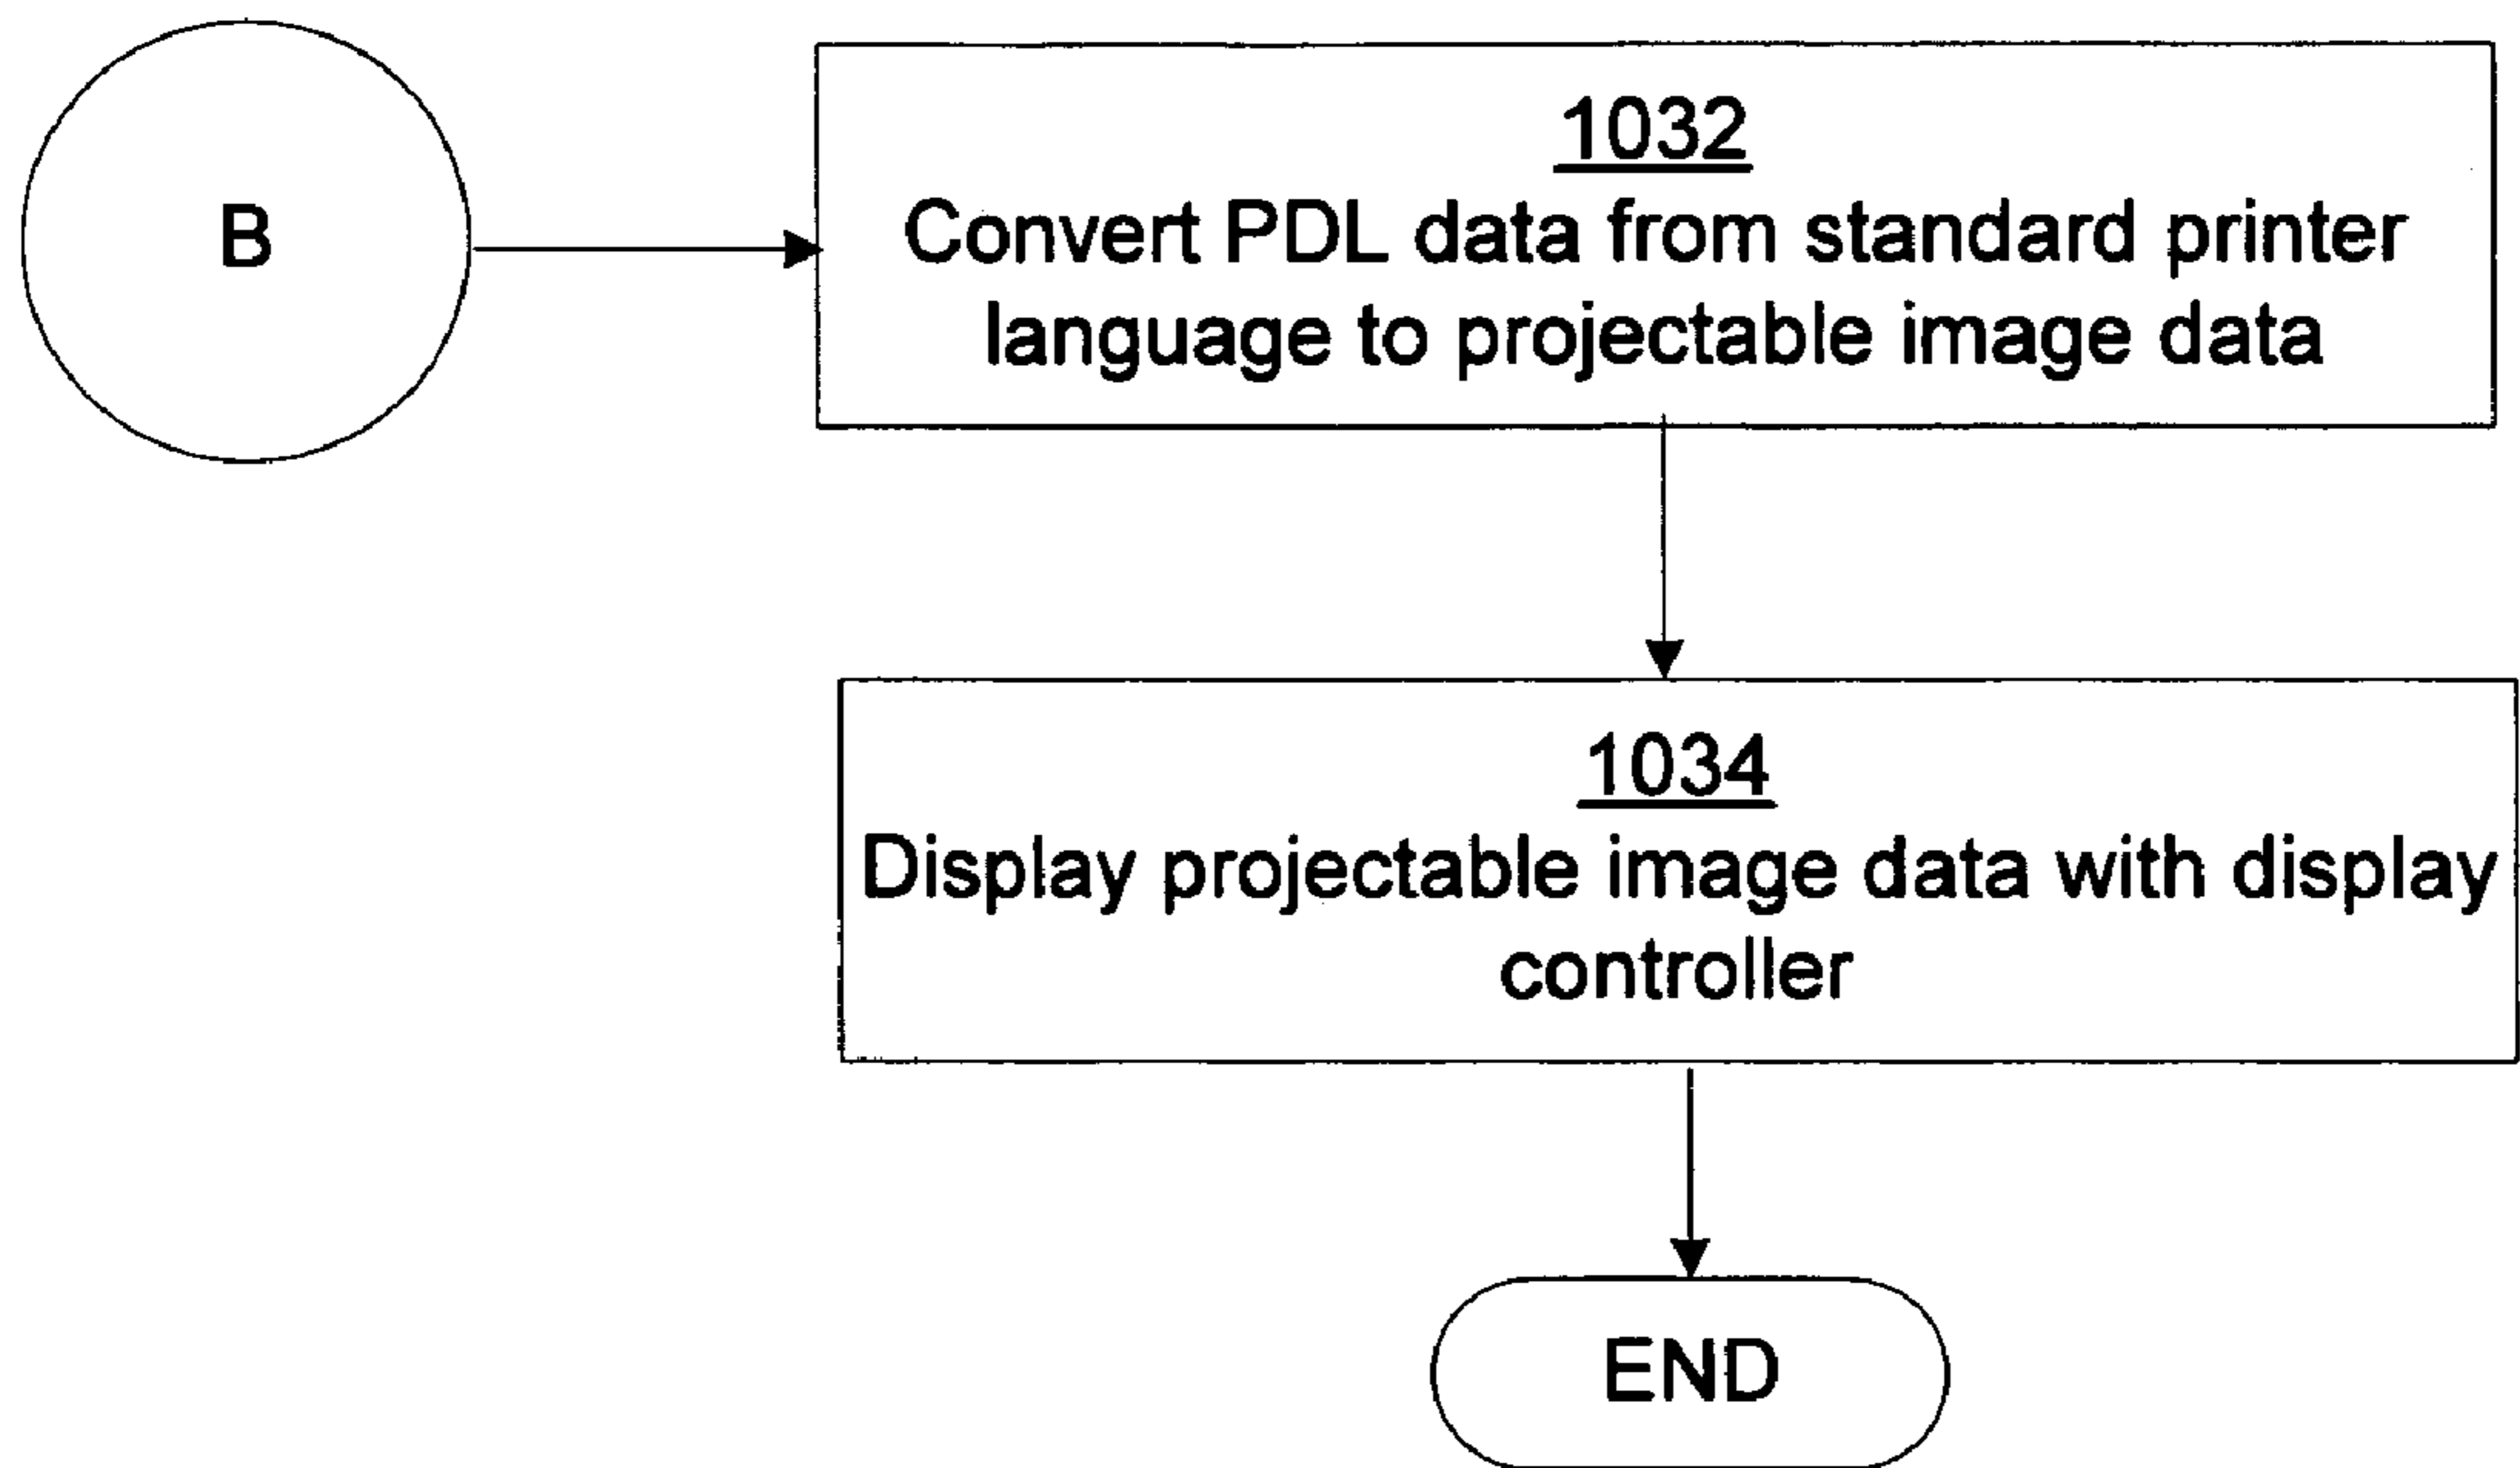 B
1032
Convert PDL data from standard printer
language to projectable image data
1034
Display projectable image data with display
controller
END